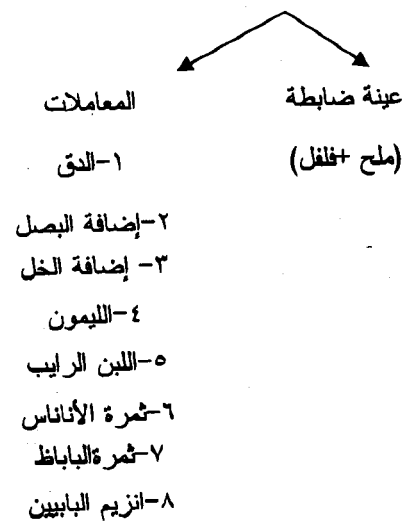 عينة ضابطة
(ملح +فلفل)
المعاملات
١-الدق
٢-إضافة البصل
٣- إضافة الخل
٤-الليمون
٥-اللبن الرايب
٦-ثمرة الأناناس
٧-ثمرةالباباظ
٨-انزيم البابيين